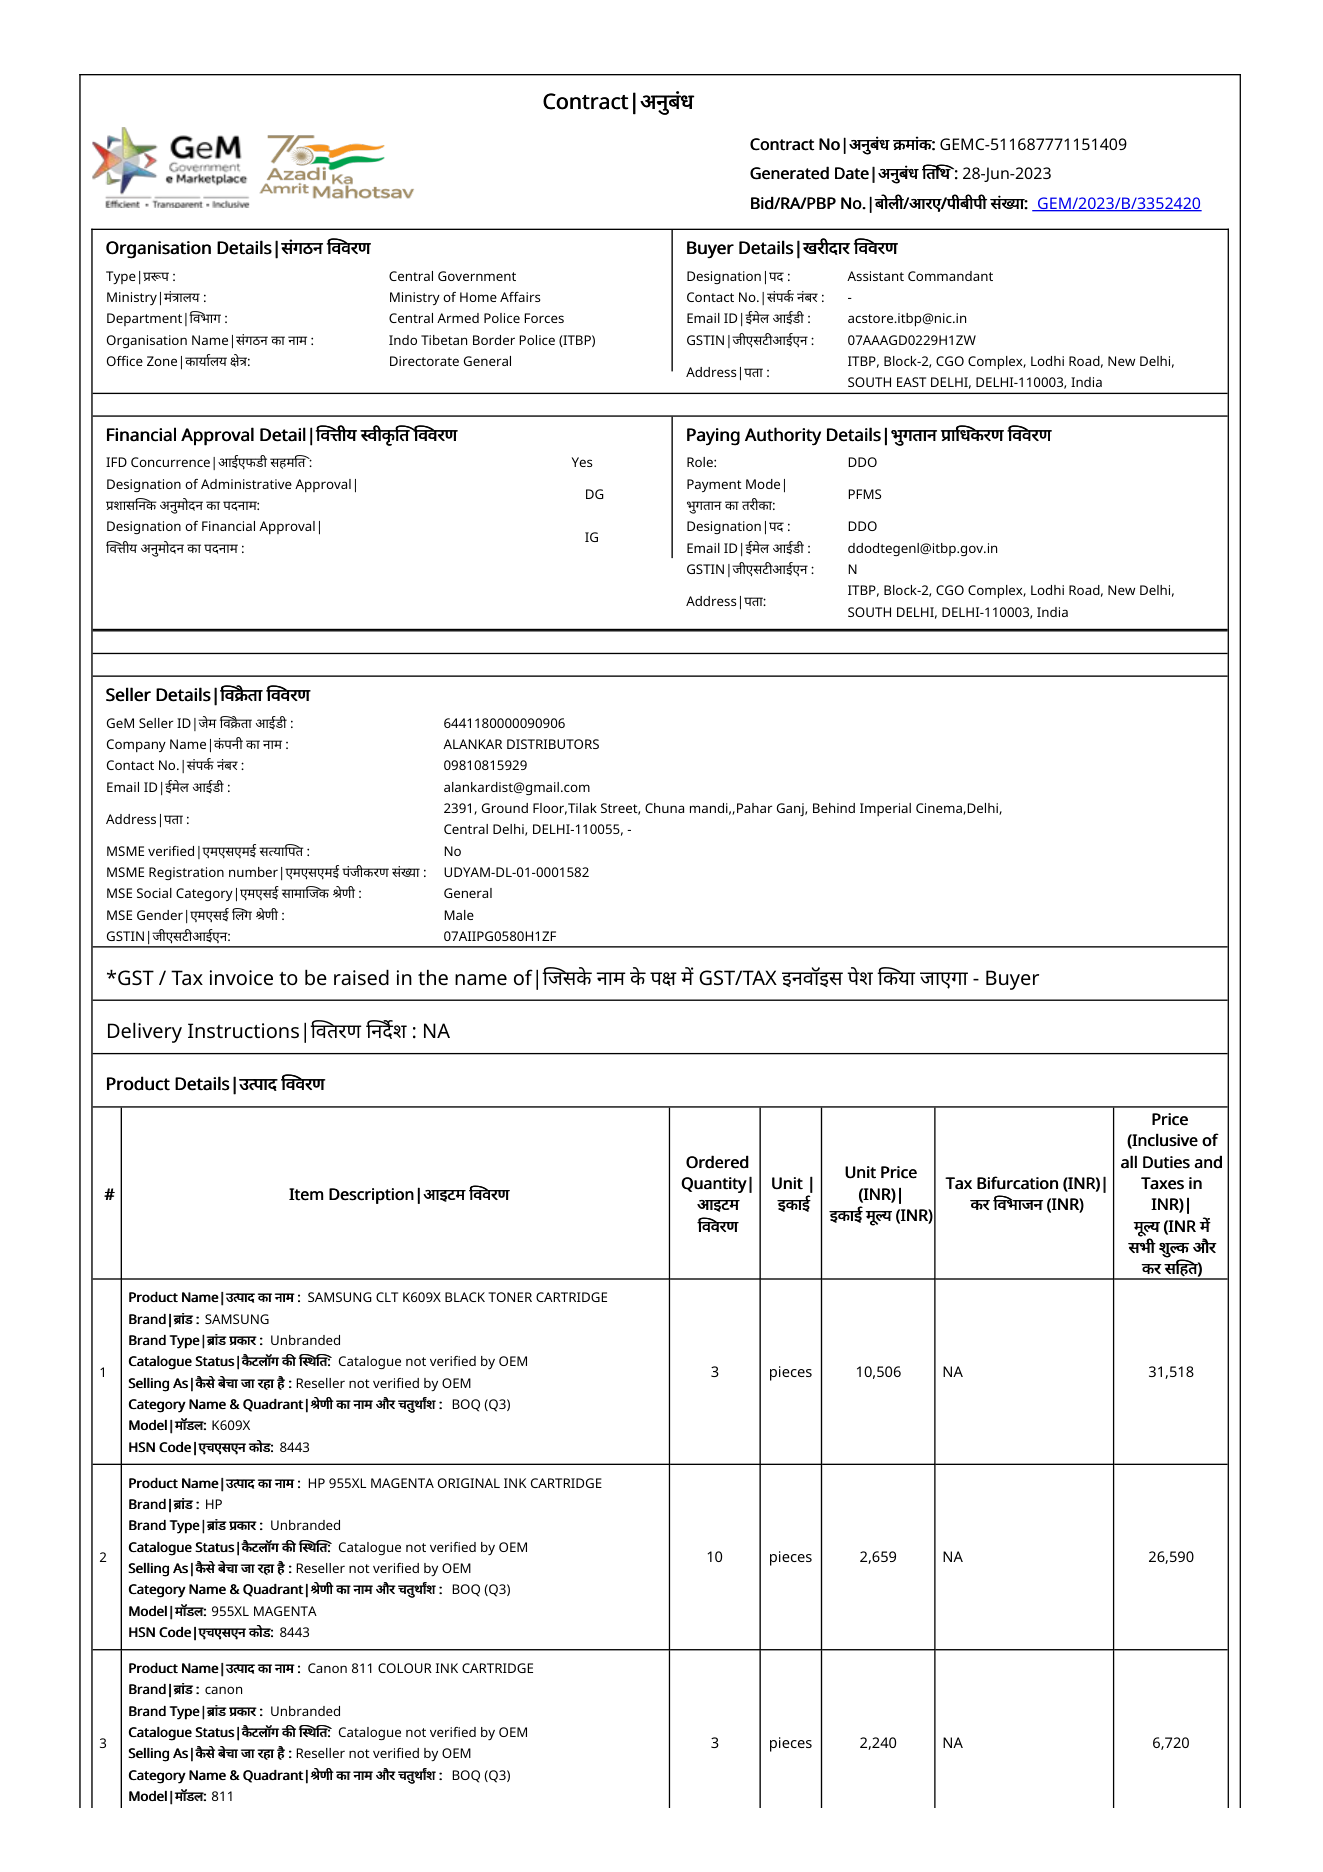 Contract|अनुबंध
GeM
Government
e Marketplace
Efficient • Transparent • Inclusive
75
Azadi Ka
Amrit Mahotsav
Contract No|अनुबंध क्रमांक: GEMC-511687771151409
Generated Date|अनुबंध तिथि : 28-Jun-2023
Bid/RA/PBP No.|बोली/आरए/पीबीपी संख्या: GEM/2023/B/3352420
Organisation Details|संगठन विवरण
Type|प्ररूप : Central Government
Ministry|मंत्रालय : Ministry of Home Affairs
Department|विभाग : Central Armed Police Forces
Organisation Name|संगठन का नाम : Indo Tibetan Border Police (ITBP)
Office Zone|कार्यालय क्षेत्र: Directorate General
Buyer Details|खरीदार विवरण
Designation|पद : Assistant Commandant
Contact No.|संपर्क नंबर : -
Email ID|ईमेल आईडी : acstore.itbp@nic.in
GSTIN|जीएसटीआईएन : 07AAAGD0229H1ZW
Address|पता : ITBP, Block-2, CGO Complex, Lodhi Road, New Delhi,
SOUTH EAST DELHI, DELHI-110003, India
Financial Approval Detail|वित्तीय स्वीकृति विवरण
IFD Concurrence|आईएफडी सहमति : Yes
Designation of Administrative Approval|
प्रशासनिक अनुमोदन का पदनाम: DG
Designation of Financial Approval|
वित्तीय अनुमोदन का पदनाम : IG
Paying Authority Details|भुगतान प्राधिकरण विवरण
Role: DDO
Payment Mode|
भुगतान का तरीका: PFMS
Designation|पद : DDO
Email ID|ईमेल आईडी : ddodtegenl@itbp.gov.in
GSTIN|जीएसटीआईएन : N
Address|पता: ITBP, Block-2, CGO Complex, Lodhi Road, New Delhi,
SOUTH DELHI, DELHI-110003, India
Seller Details|विक्रेता विवरण
GeM Seller ID|जेम विक्रेता आईडी : 6441180000090906
Company Name|कंपनी का नाम : ALANKAR DISTRIBUTORS
Contact No.|संपर्क नंबर : 09810815929
Email ID|ईमेल आईडी : alankardist@gmail.com
Address|पता : 2391, Ground Floor,Tilak Street, Chuna mandi,,Pahar Ganj, Behind Imperial Cinema,Delhi,
Central Delhi, DELHI-110055, -
MSME verified|एमएसएमई सत्यापित : No
MSME Registration number|एमएसएमई पंजीकरण संख्या : UDYAM-DL-01-0001582
MSE Social Category|एमएसई सामाजिक श्रेणी : General
MSE Gender|एमएसई लिंग श्रेणी : Male
GSTIN|जीएसटीआईएन: 07AIIPG0580H1ZF
*GST / Tax invoice to be raised in the name of|जिसके नाम के पक्ष में GST/TAX इनवॉइस पेश किया जाएगा - Buyer
Delivery Instructions|वितरण निर्देश : NA
Product Details|उत्पाद विवरण
#
Item Description|आइटम विवरण
Ordered
Quantity|
आइटम
विवरण
Unit |
इकाई
Unit Price
(INR)|
इकाई मूल्य (INR)
Tax Bifurcation (INR)|
कर विभाजन (INR)
Price
(Inclusive of
all Duties and
Taxes in
INR)|
मूल्य (INR में
सभी शुल्क और
कर सहित)
Product Name|उत्पाद का नाम : SAMSUNG CLT K609X BLACK TONER CARTRIDGE
Brand|ब्रांड : SAMSUNG
Brand Type|ब्रांड प्रकार : Unbranded
Catalogue Status|कैटलॉग की स्थिति: Catalogue not verified by OEM
Selling As|कैसे बेचा जा रहा है : Reseller not verified by OEM
Category Name & Quadrant|श्रेणी का नाम और चतुर्थांश : BOQ (Q3)
Model|मॉडल: K609X
HSN Code|एचएसएन कोड: 8443
1 3 pieces 10,506 NA 31,518
Product Name|उत्पाद का नाम : HP 955XL MAGENTA ORIGINAL INK CARTRIDGE
Brand|ब्रांड : HP
Brand Type|ब्रांड प्रकार : Unbranded
Catalogue Status|कैटलॉग की स्थिति: Catalogue not verified by OEM
Selling As|कैसे बेचा जा रहा है : Reseller not verified by OEM
Category Name & Quadrant|श्रेणी का नाम और चतुर्थांश : BOQ (Q3)
Model|मॉडल: 955XL MAGENTA
HSN Code|एचएसएन कोड: 8443
2 10 pieces 2,659 NA 26,590
Product Name|उत्पाद का नाम : Canon 811 COLOUR INK CARTRIDGE
Brand|ब्रांड : canon
Brand Type|ब्रांड प्रकार : Unbranded
Catalogue Status|कैटलॉग की स्थिति: Catalogue not verified by OEM
Selling As|कैसे बेचा जा रहा है : Reseller not verified by OEM
Category Name & Quadrant|श्रेणी का नाम और चतुर्थांश : BOQ (Q3)
Model|मॉडल: 811
3 3 pieces 2,240 NA 6,720